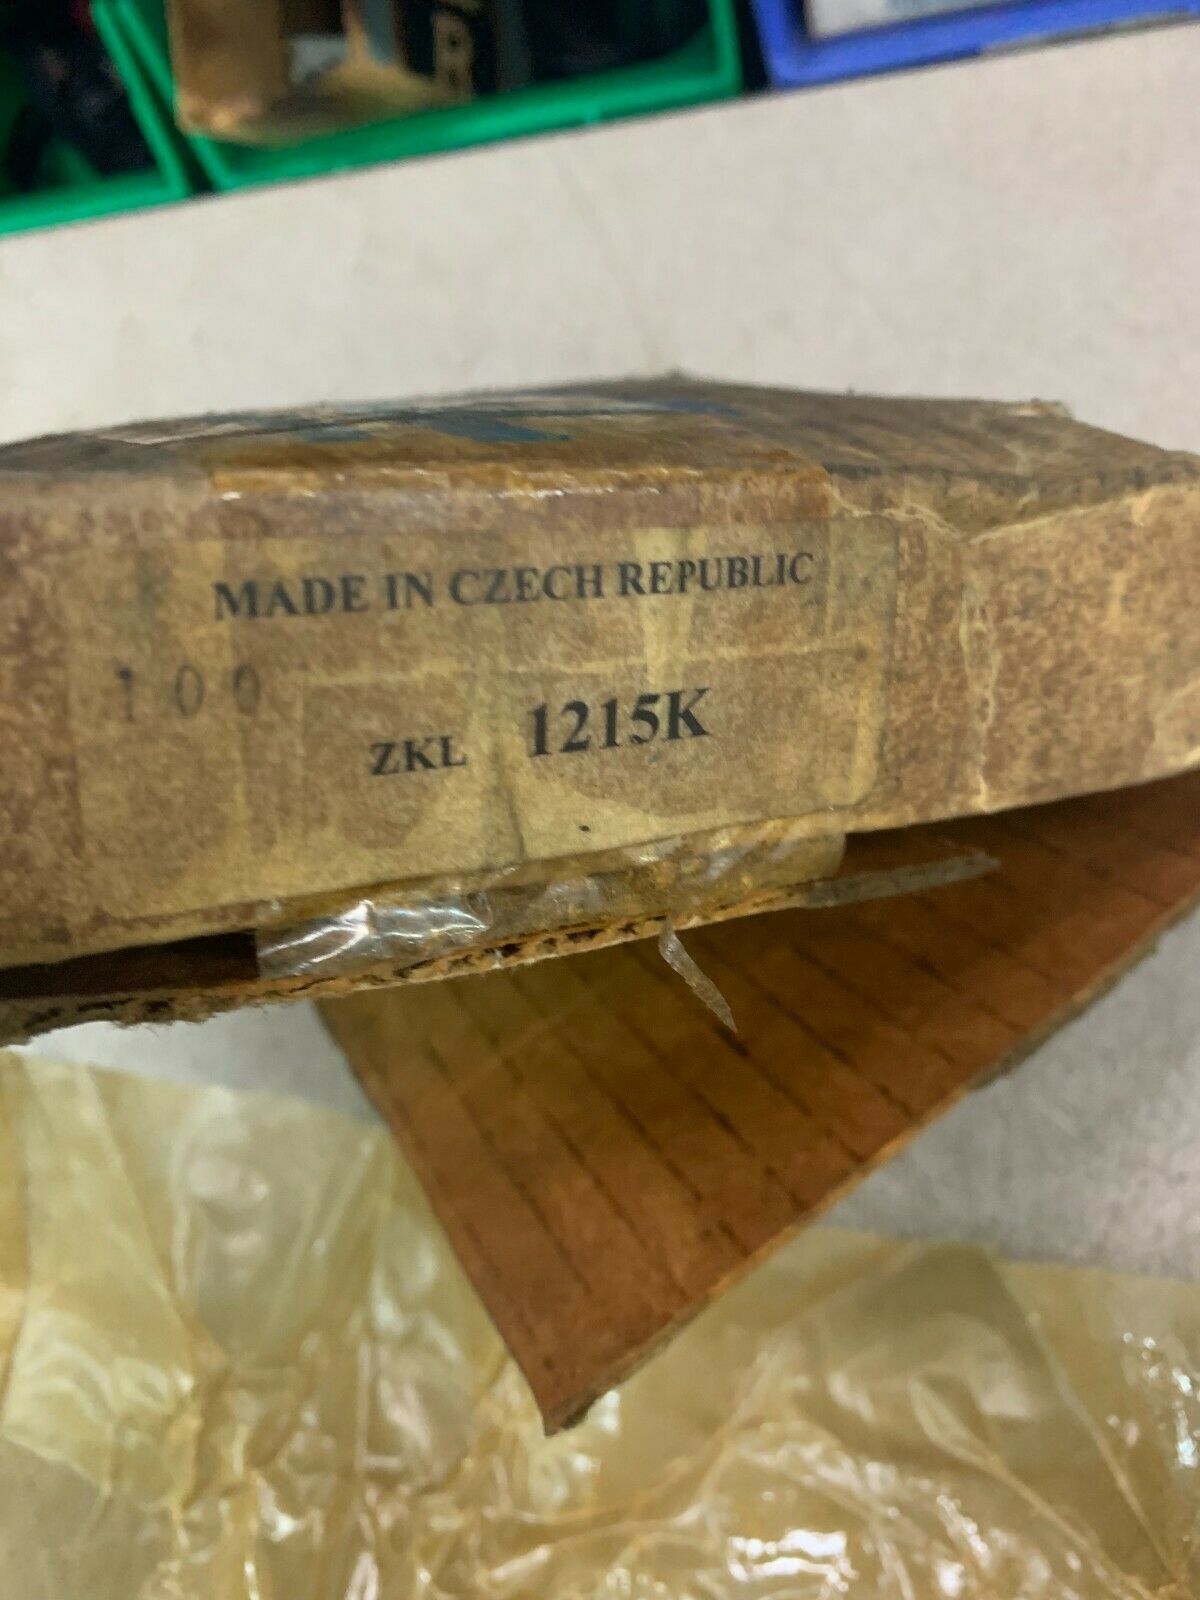 MADE IN CZECH REPUBLIC
100
ZKL 1215K